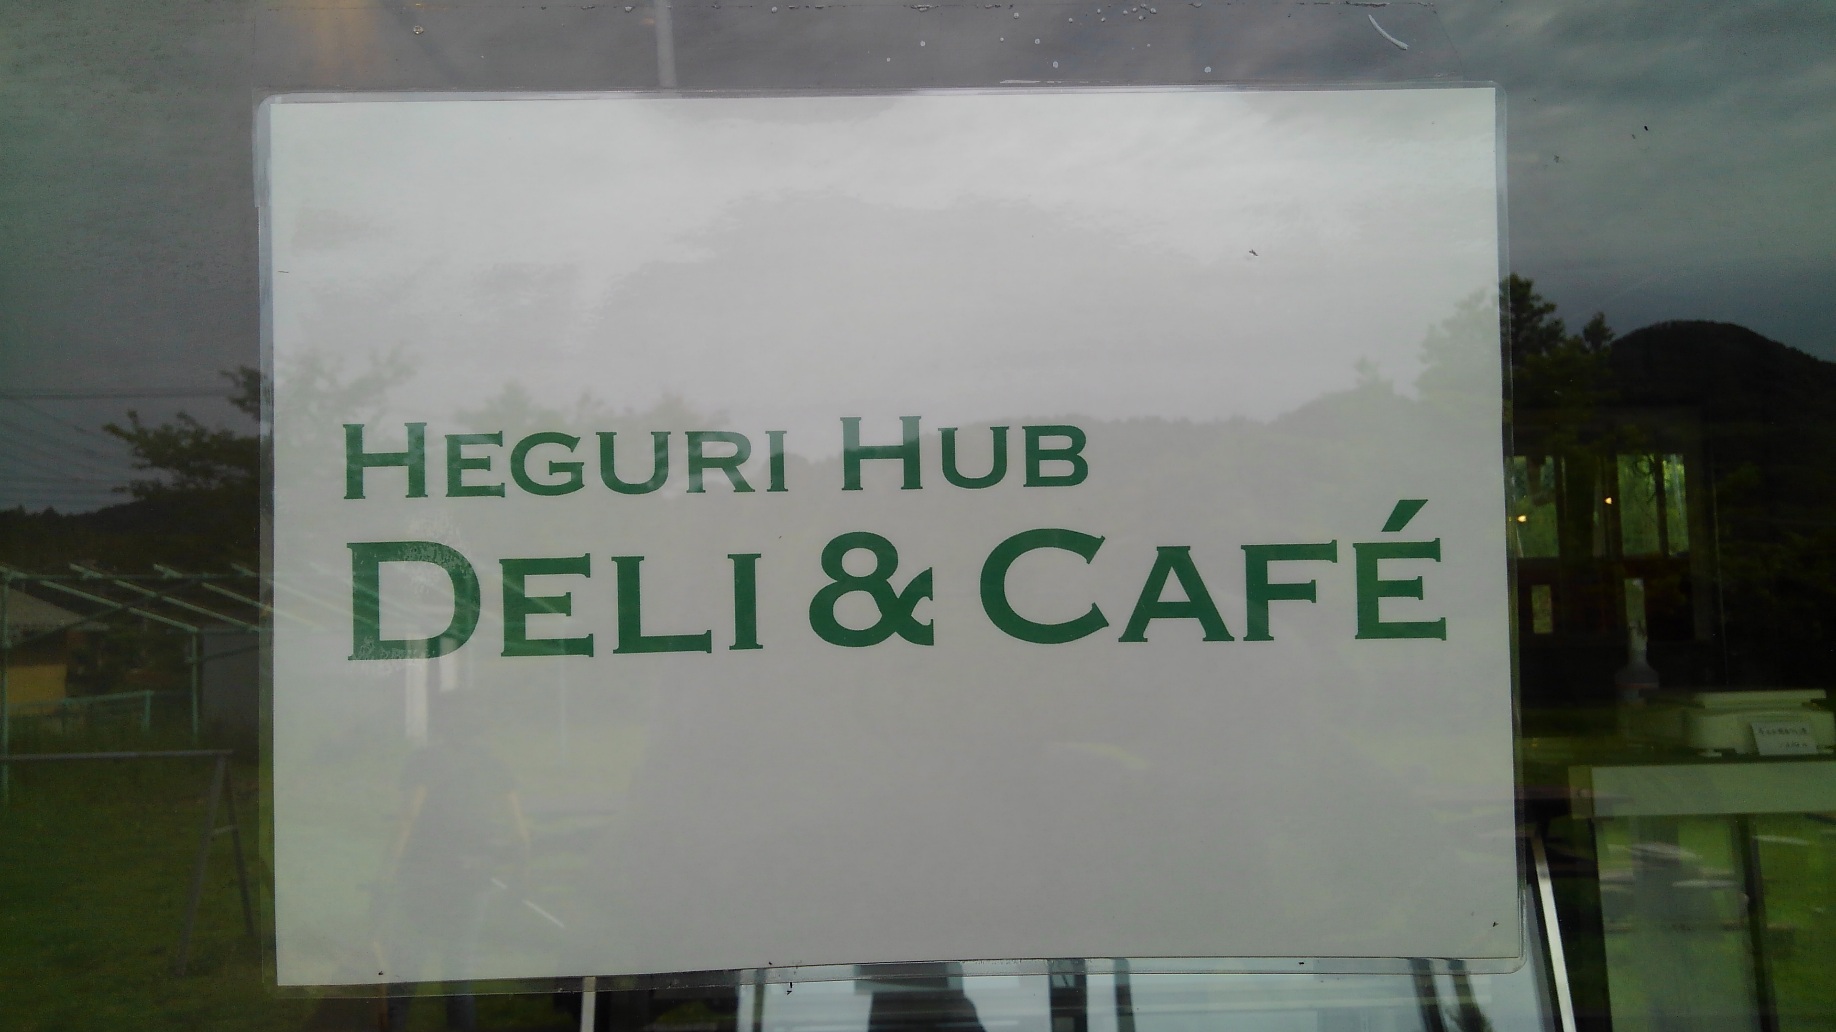 HEGURI HUB
DELI & CAFÉ